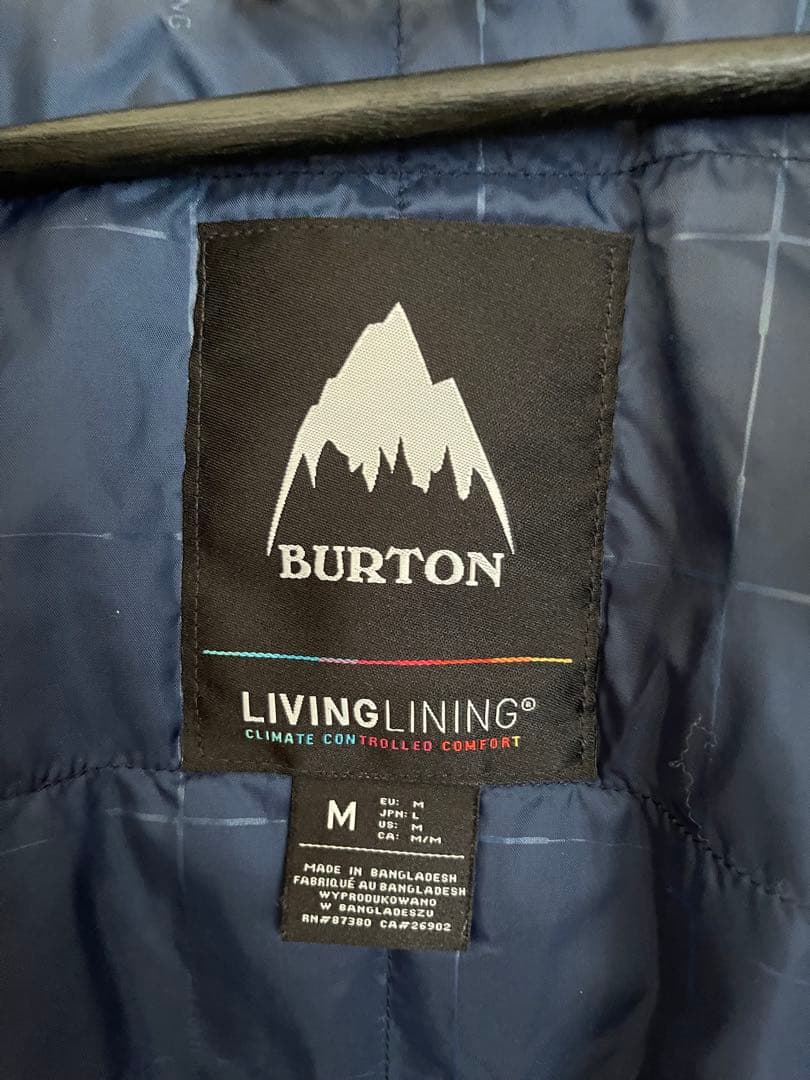 BURTON
LIVINGLINING®
CLIMATE CONTROLLED COMFORT
M
EU: M
JPN: L
US: M
CA: M/M
MADE IN BANGLADESH
FABRIQUÉ AU BANGLADESH
WYPRODUKOWANO
W BANGLADESZU
RN#87380 CA#26902